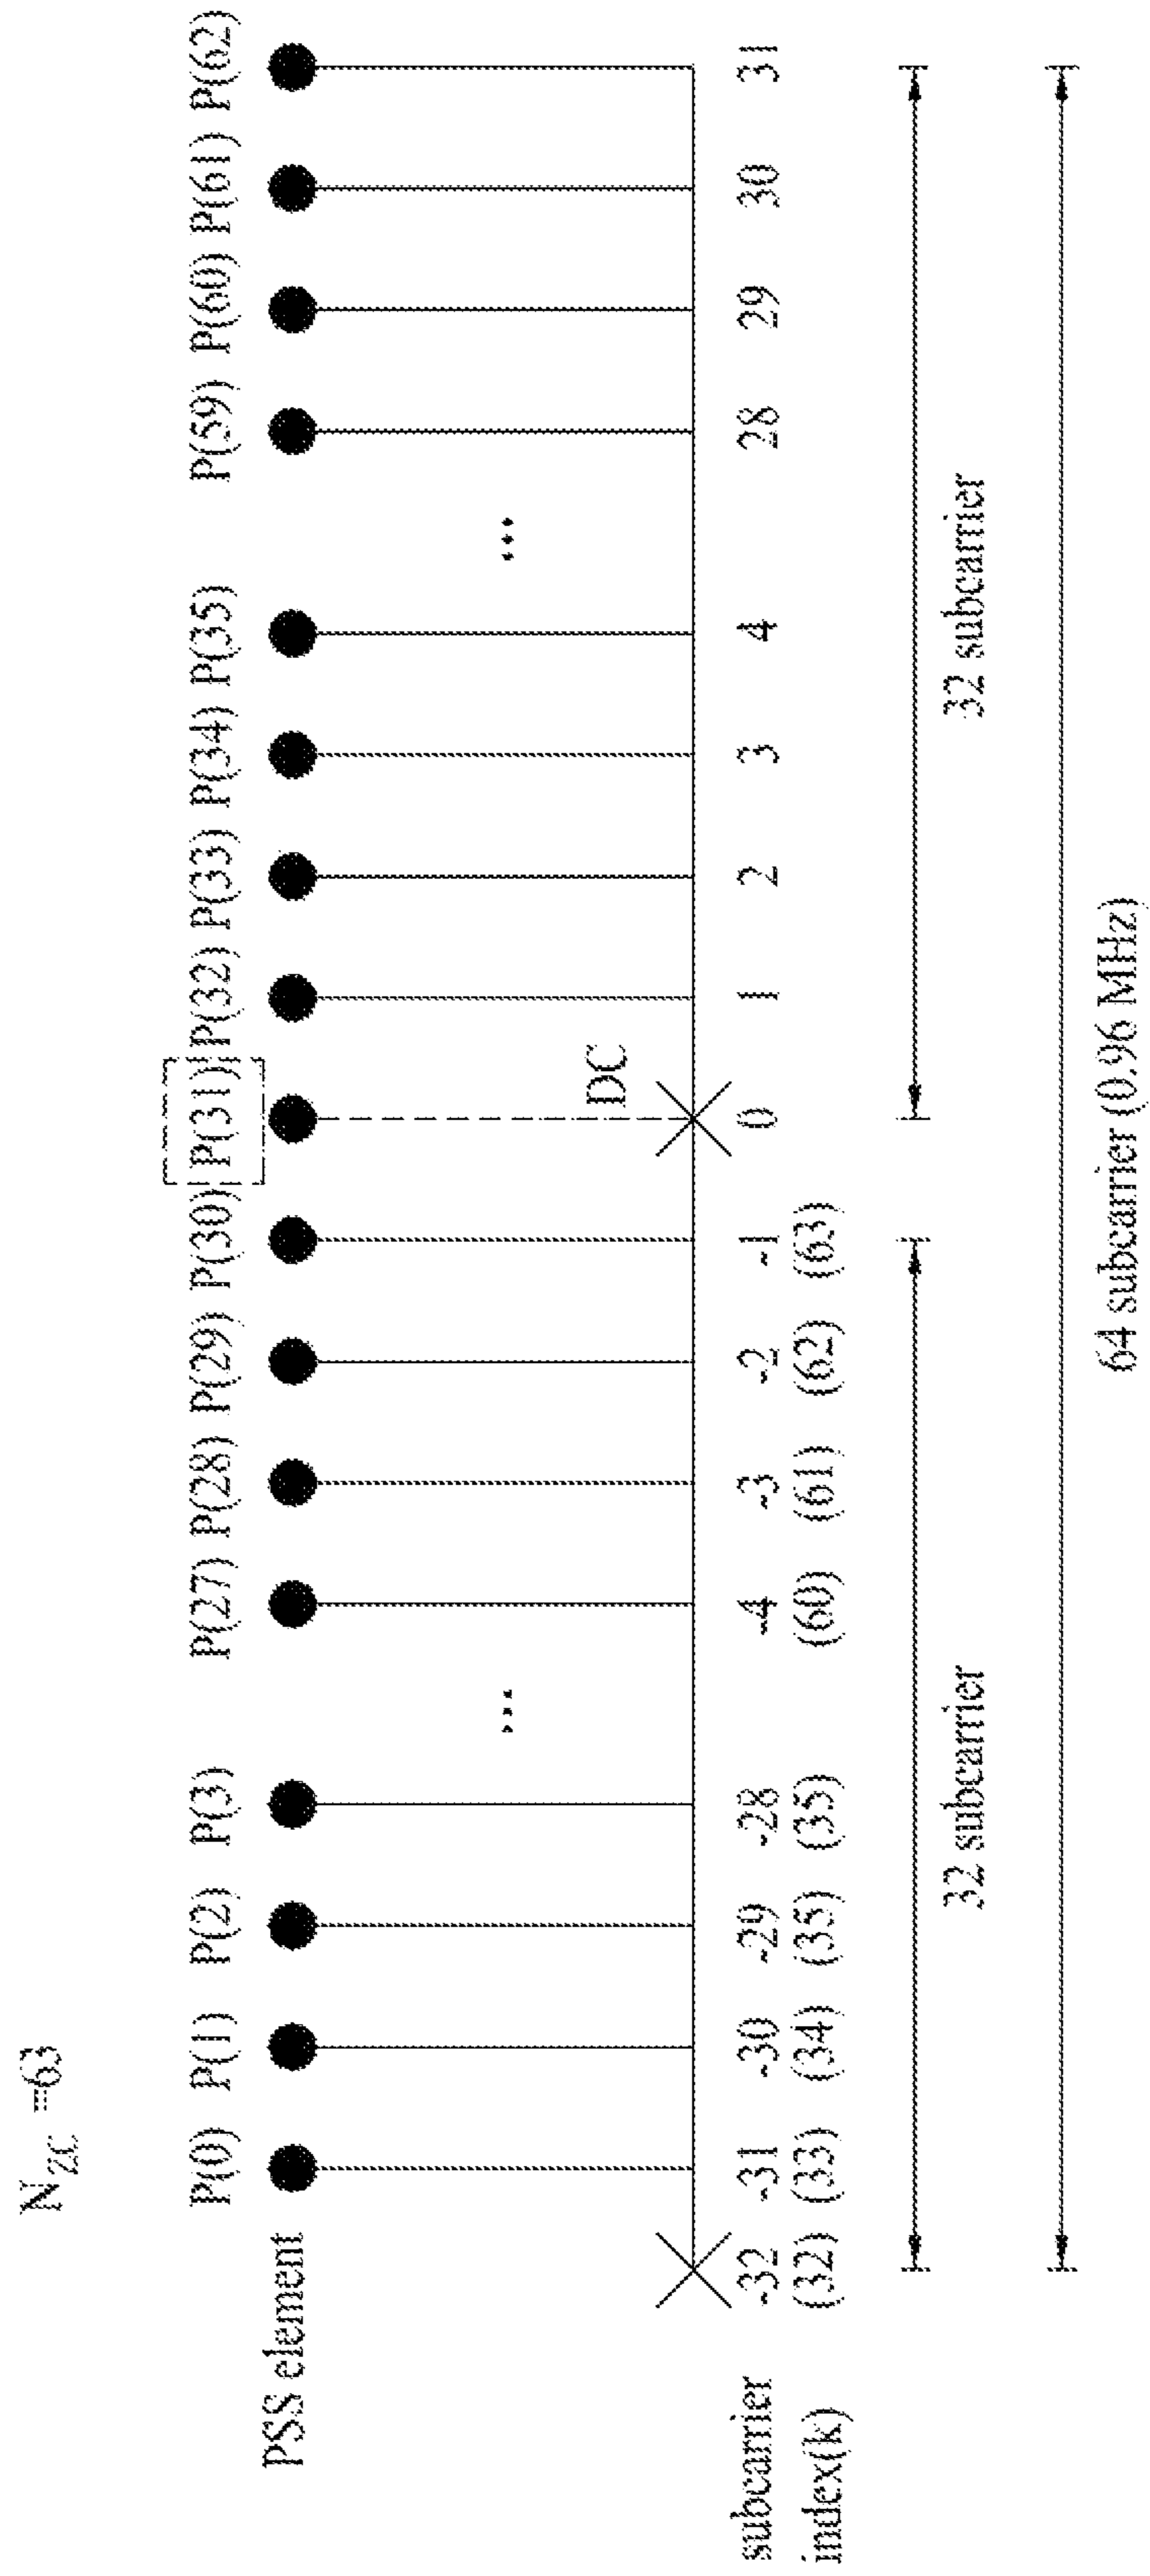 N_ZC =63
P(0) P(1) P(2) P(3) P(27) P(28) P(29) P(30) P(31) P(32) P(33) P(34) P(35) P(59) P(60) P(61) P(62)
PSS element
... ...
DC
subcarrier index(k)
-32 -31 -30 -29 -28 -4 -3 -2 -1 0 1 2 3 4 28 29 30 31
(32) (33) (34) (35) (35) (60) (61) (62) (63)
32 subcarrier 32 subcarrier
64 subcarrier (0.96 MHz)